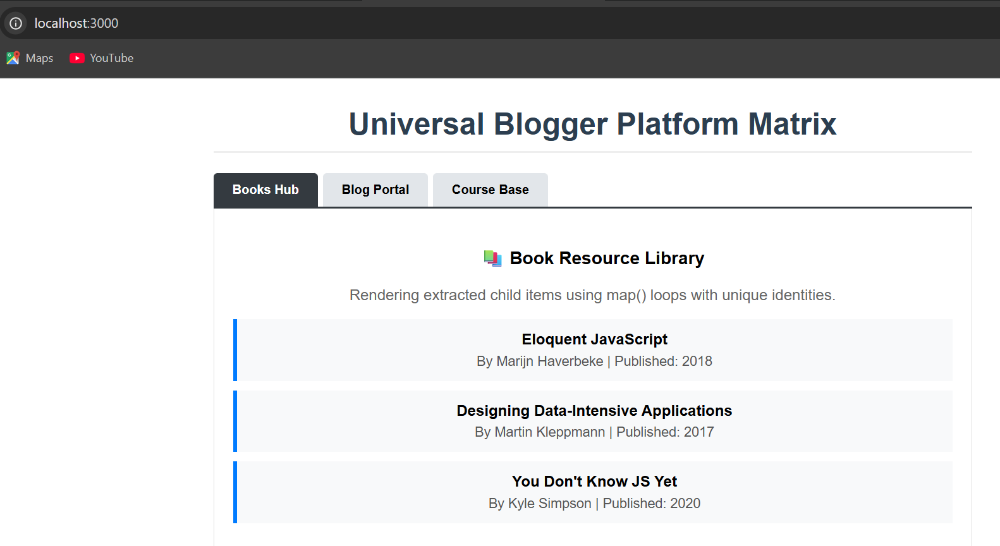 localhost:3000
Maps YouTube
Universal Blogger Platform Matrix
Books Hub Blog Portal Course Base
Book Resource Library
Rendering extracted child items using map() loops with unique identities.
Eloquent JavaScript
By Marijn Haverbeke | Published: 2018
Designing Data-Intensive Applications
By Martin Kleppmann | Published: 2017
You Don't Know JS Yet
By Kyle Simpson | Published: 2020